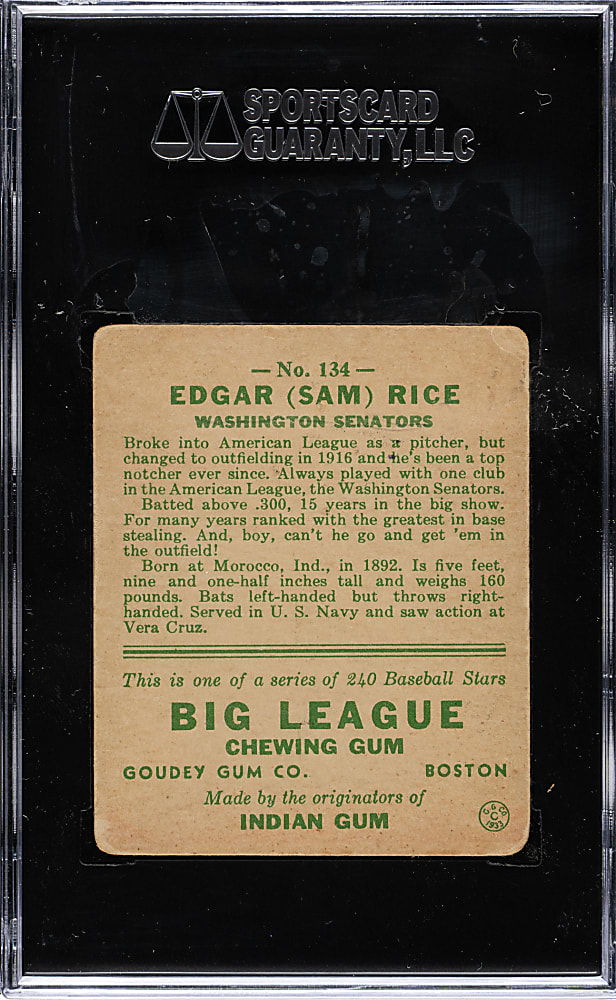 SPORTSCARD
GUARANTY, LLC
— No. 134 —
EDGAR (SAM) RICE
WASHINGTON SENATORS
Broke into American League as a pitcher, but
changed to outfielding in 1916 and he's been a top
notcher ever since. Always played with one club
in the American League, the Washington Senators.
Batted above .300, 15 years in the big show.
For many years ranked with the greatest in base
stealing. And, boy, can't he go and get 'em in
the outfield!
Born at Morocco, Ind., in 1892. Is five feet,
nine and one-half inches tall and weighs 160
pounds. Bats left-handed but throws right-
handed. Served in U. S. Navy and saw action at
Vera Cruz.
This is one of a series of 240 Baseball Stars
BIG LEAGUE
CHEWING GUM
GOUDEY GUM CO. BOSTON
Made by the originators of
INDIAN GUM
G. G. Co.
C
1933